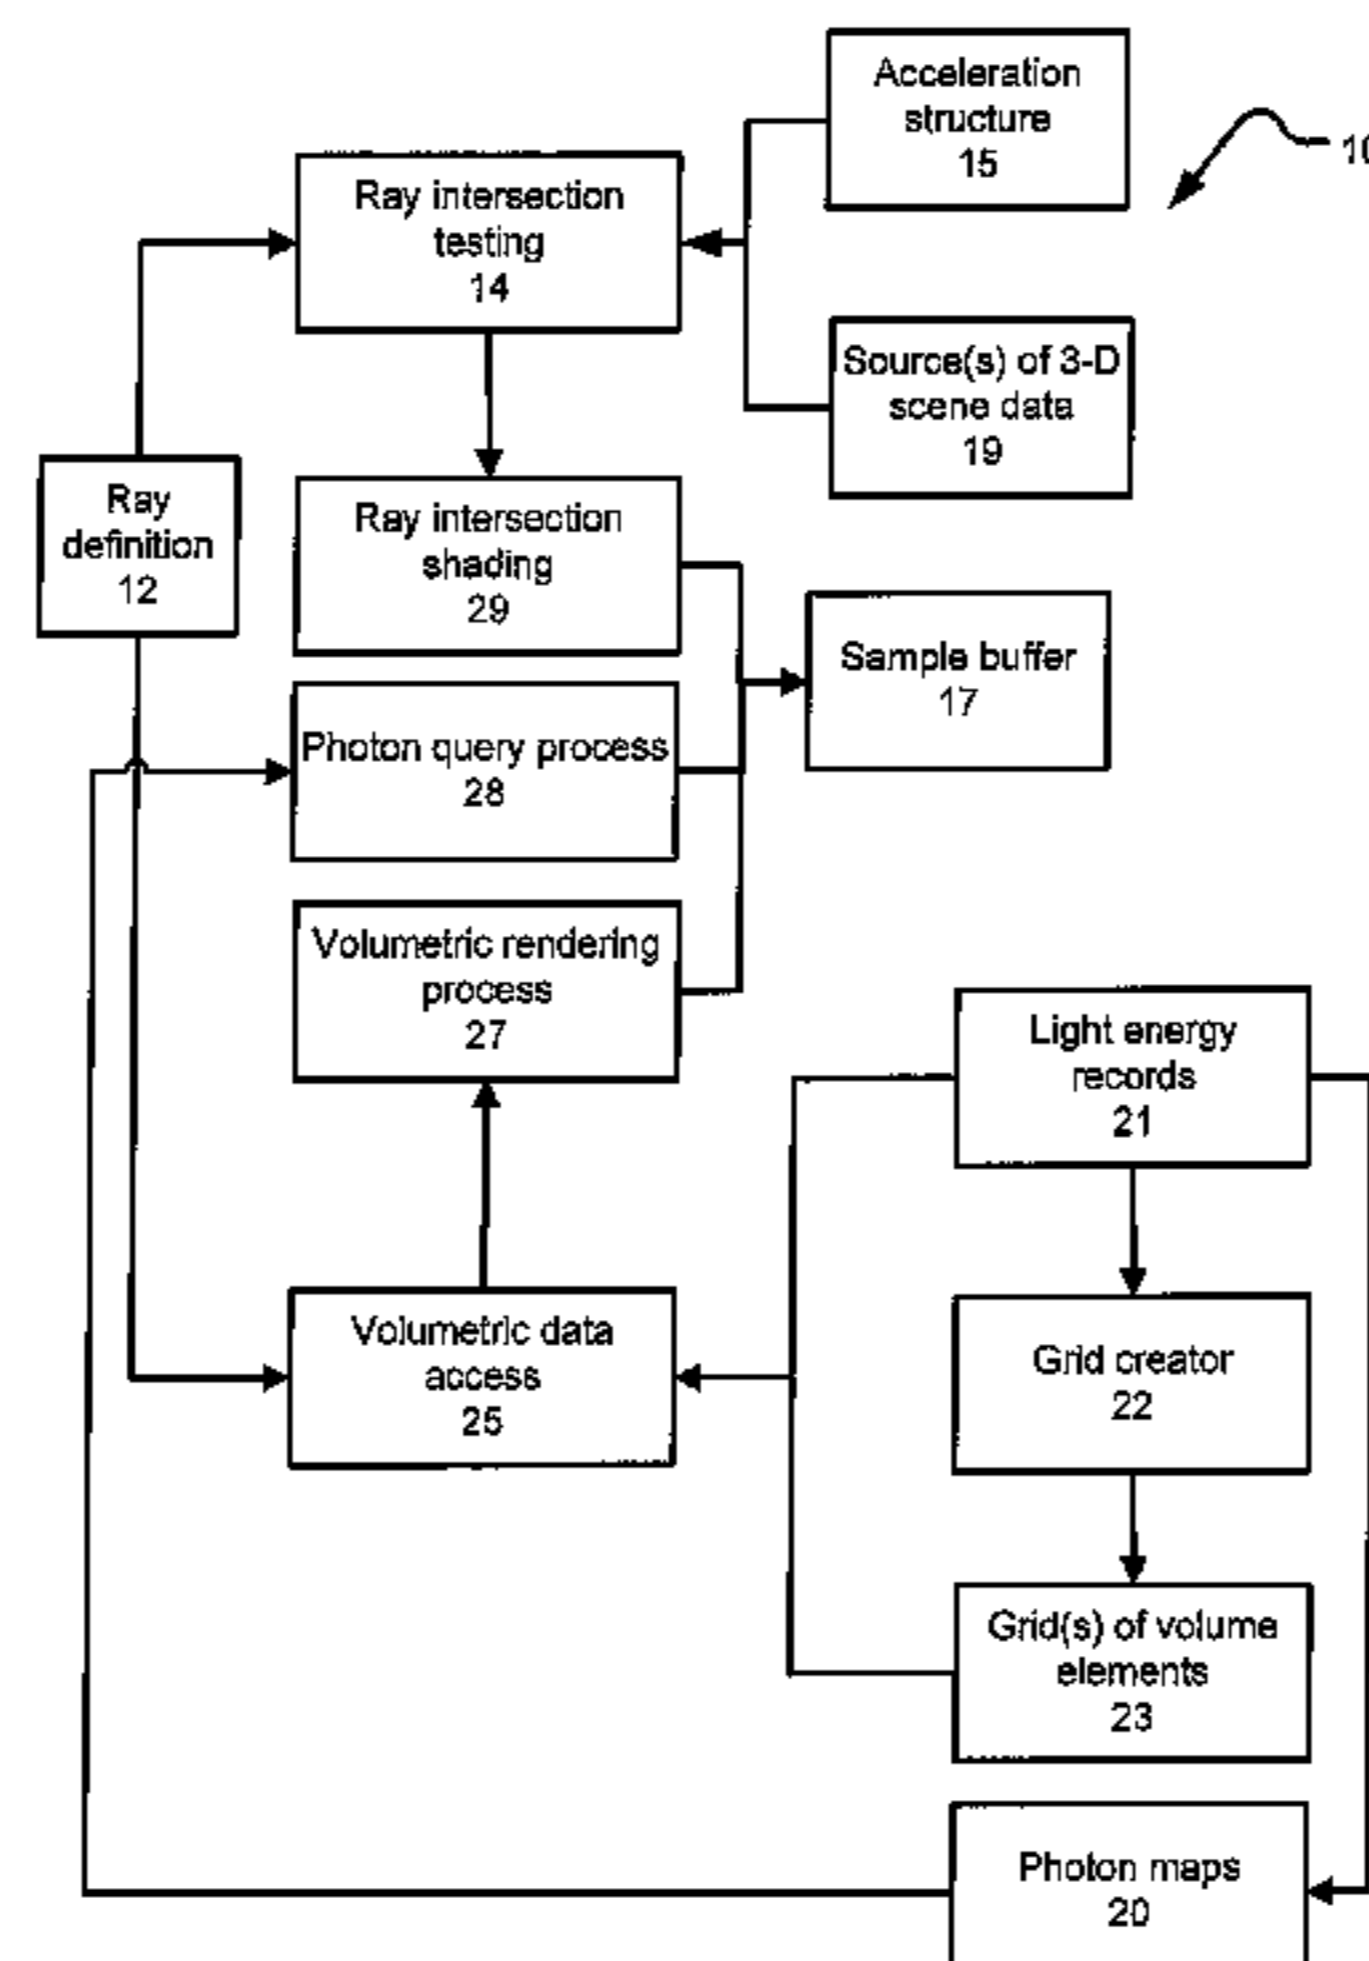 Acceleration
structure
15
10
Ray intersection
testing
14
Source(s) of 3-D
scene data
19
Ray
definition
12
Ray intersection
shading
29
Sample buffer
17
Photon query process
28
Volumetric rendering
process
27
Light energy
records
21
Volumetric data
access
25
Grid creator
22
Grid(s) of volume
elements
23
Photon maps
20